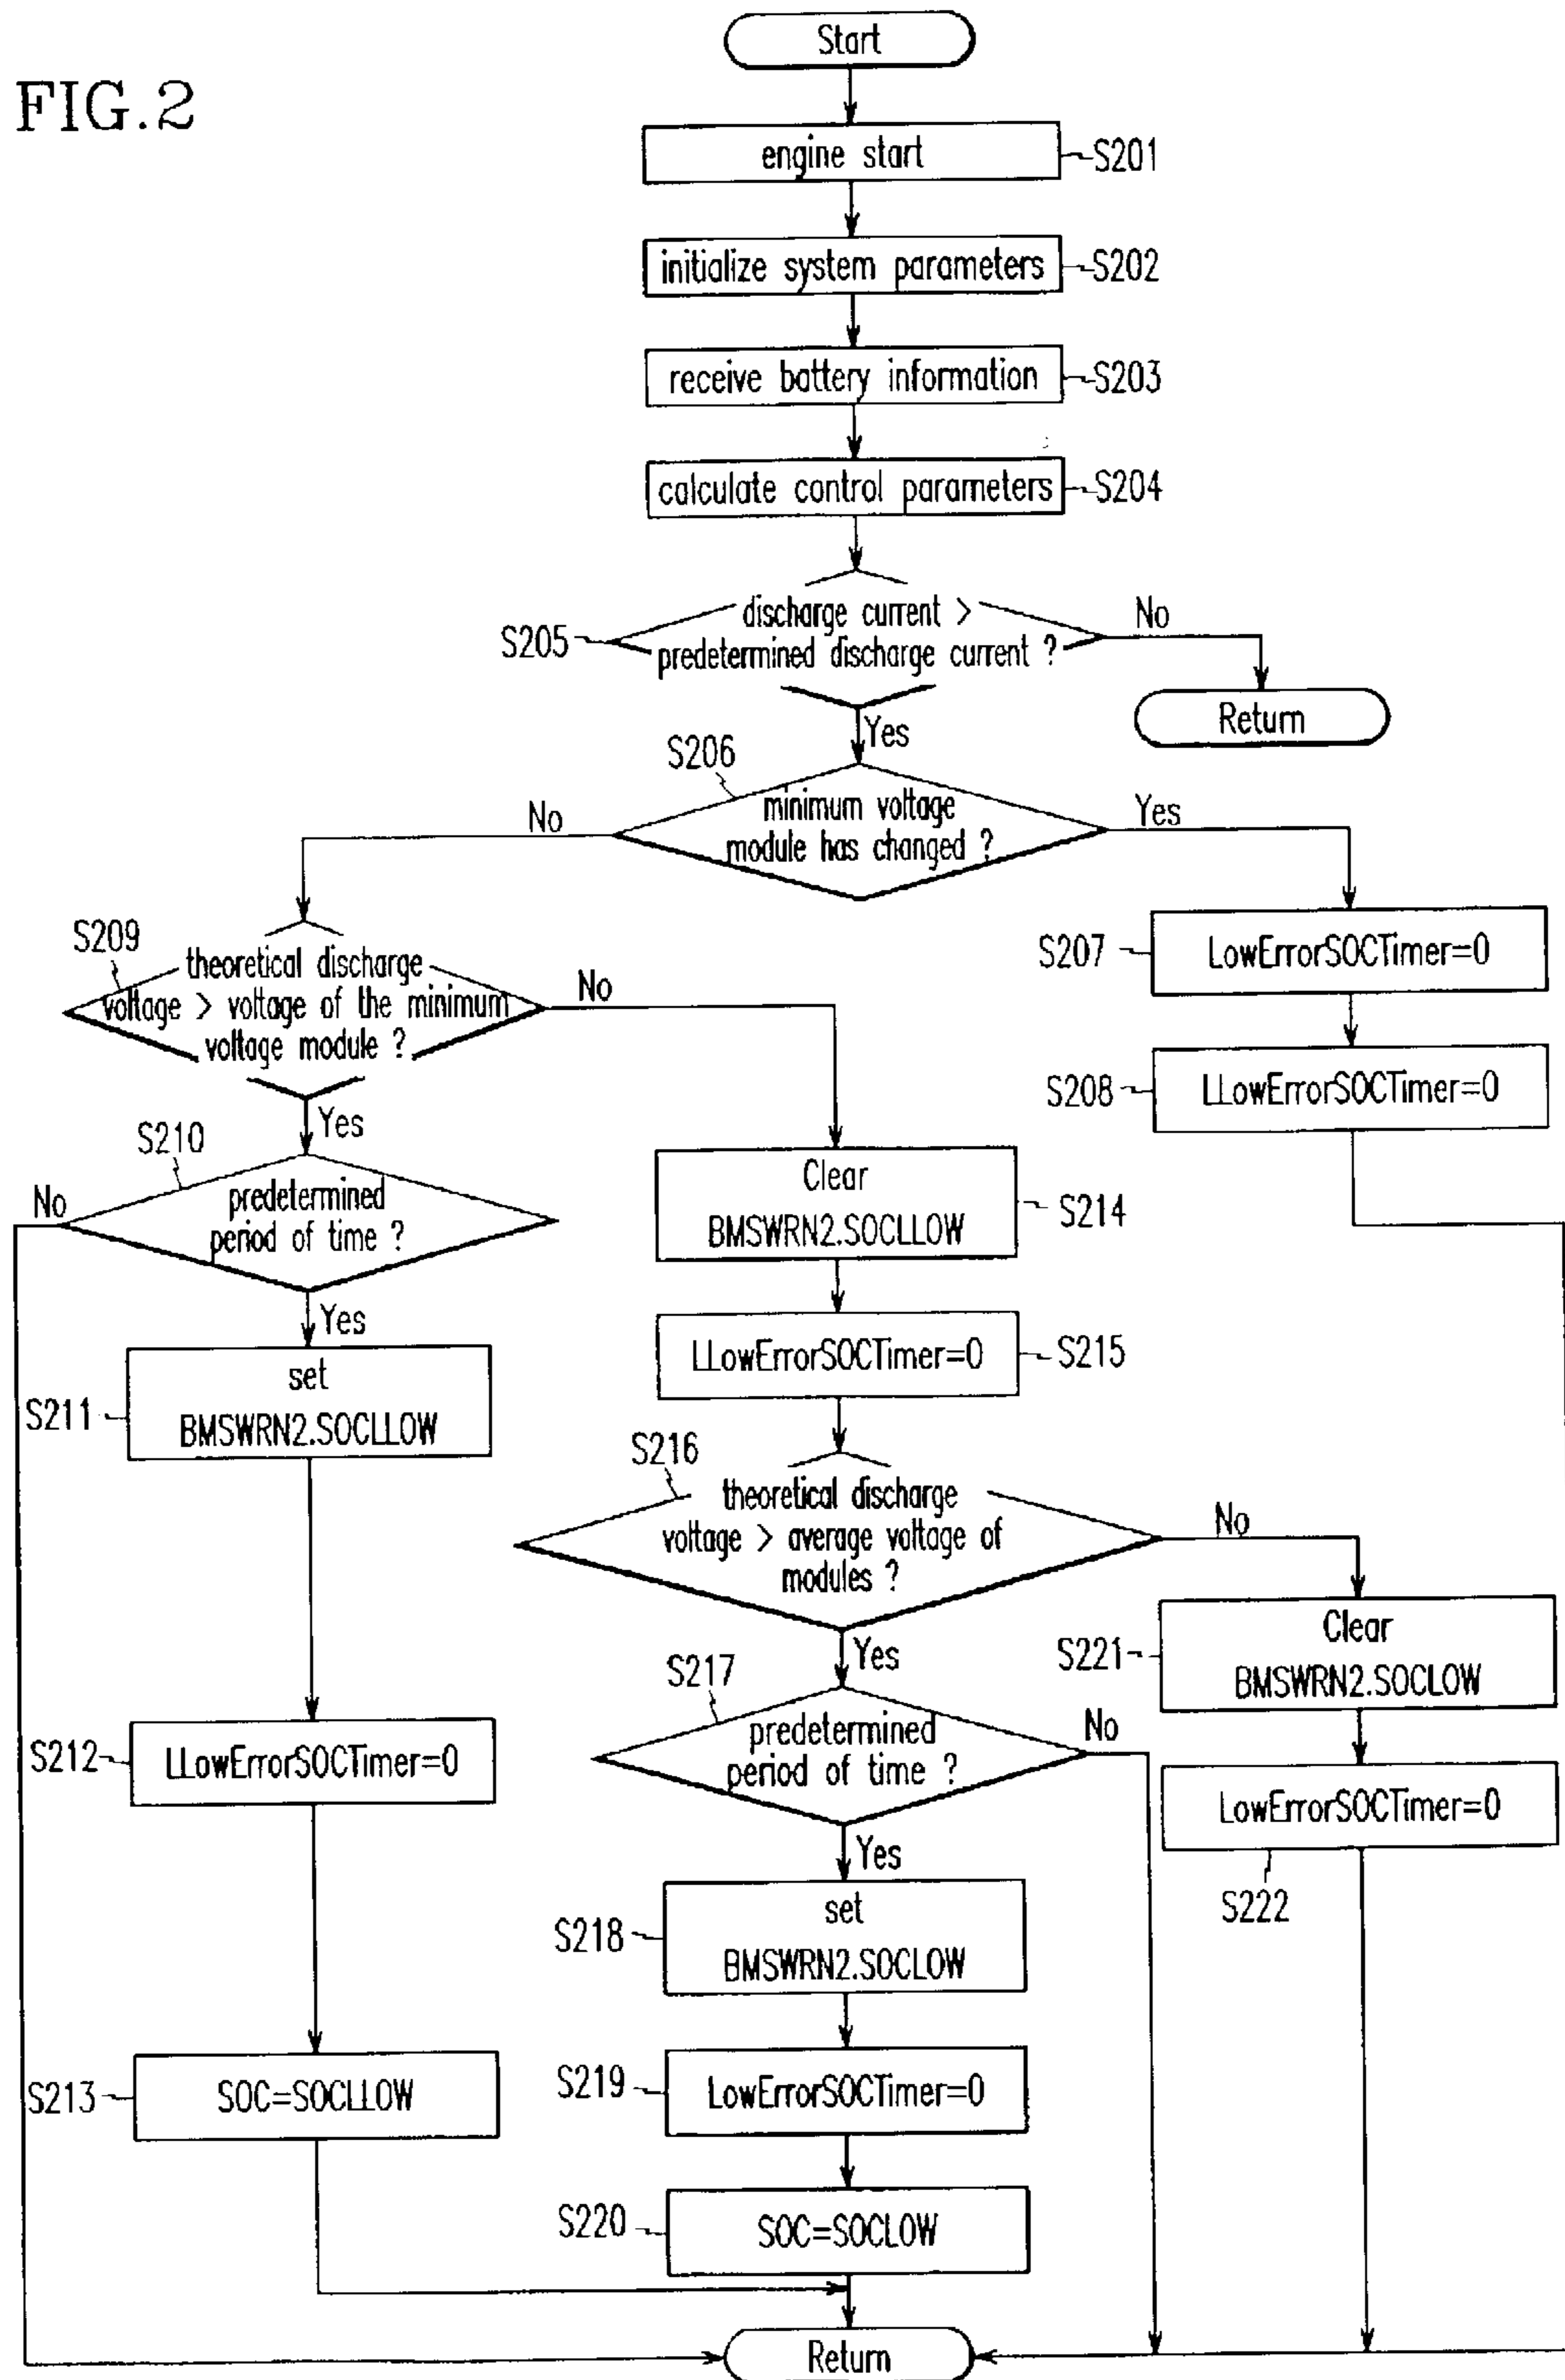 FIG.2
Start
engine start
S201
initialize system parameters
S202
receive battery information
S203
calculate control parameters
S204
S205
discharge current >
predetermined discharge current ?
No
Return
Yes
S206
minimum voltage
module has changed ?
No
Yes
S207
LowErrorSOCTimer=0
S208
LLowErrorSOCTimer=0
S209
theoretical discharge
voltage > voltage of the minimum
voltage module ?
No
Yes
S210
predetermined
period of time ?
No
Yes
S211
set
BMSWRN2.SOCLLOW
S212
LLowErrorSOCTimer=0
S213
SOC=SOCLLOW
Clear
BMSWRN2.SOCLLOW
S214
LLowErrorSOCTimer=0
S215
S216
theoretical discharge
voltage > average voltage of
modules ?
No
Yes
S217
predetermined
period of time ?
No
Yes
S218
set
BMSWRN2.SOCLOW
S219
LowErrorSOCTimer=0
S220
SOC=SOCLOW
S221
Clear
BMSWRN2.SOCLOW
LowErrorSOCTimer=0
S222
Return